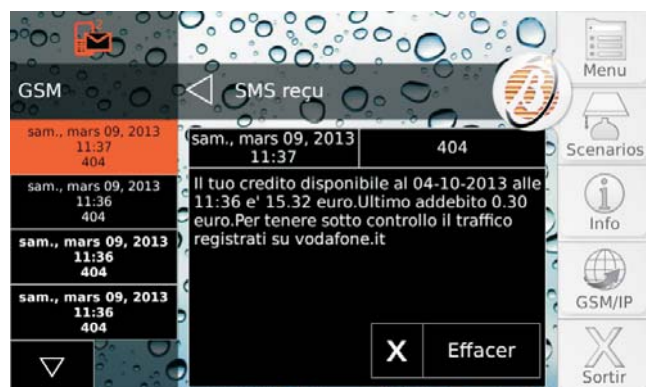 2
GSM
SMS reçu
Menu
sam., mars 09, 2013
11:37
404
sam., mars 09, 2013
11:36
404
sam., mars 09, 2013
11:36
404
sam., mars 09, 2013
11:36
404
sam., mars 09, 2013
11:37
404
Il tuo credito disponibile al 04-10-2013 alle
11:36 e' 15.32 euro.Ultimo addebito 0.30
euro.Per tenere sotto controllo il traffico
registrati su vodafone.it
X Effacer
Scenarios
Info
GSM/IP
Sortir